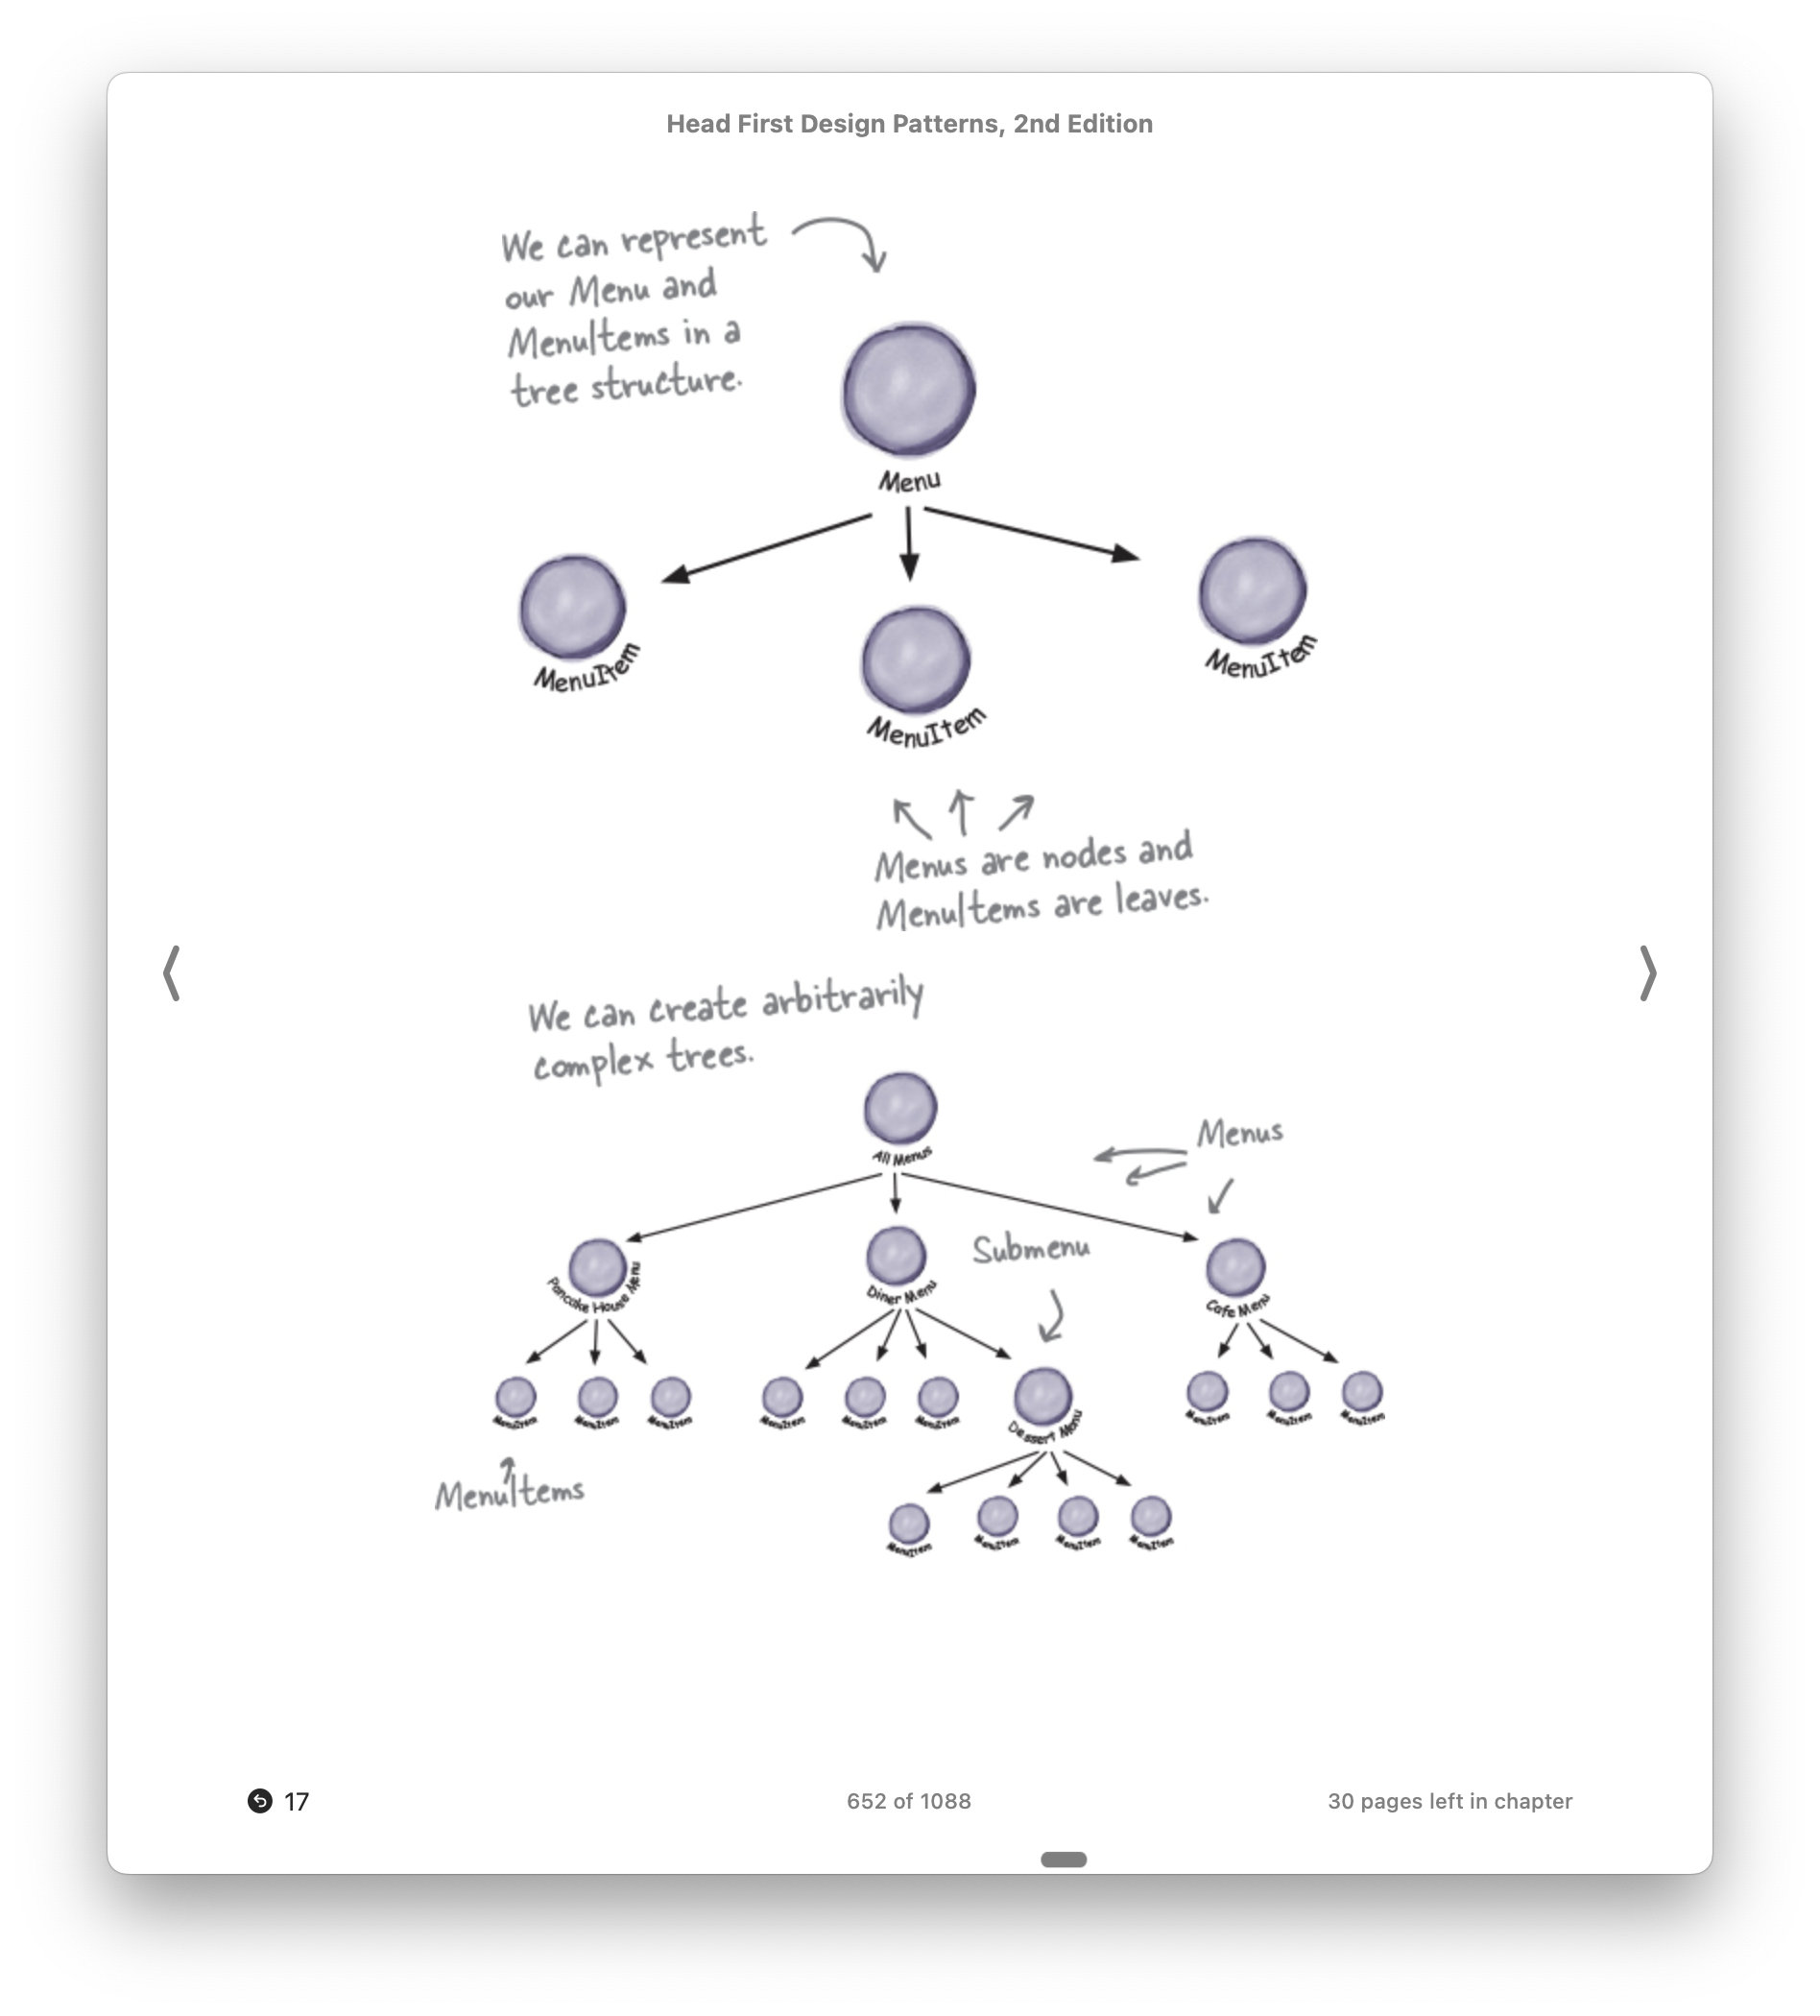 Head First Design Patterns, 2nd Edition
We can represent
our Menu and
MenuItems in a
tree structure.
Menu
MenuItem
MenuItem
MenuItem
Menus are nodes and
MenuItems are leaves.
We can create arbitrarily
complex trees.
All Menus
Menus
Submenu
Pancake House Menu
Diner Menu
Cafe Menu
MenuItem
MenuItem
MenuItem
MenuItem
MenuItem
MenuItem
Dessert Menu
MenuItem
MenuItem
MenuItem
MenuItems
MenuItem
MenuItem
MenuItem
MenuItem
17
652 of 1088
30 pages left in chapter